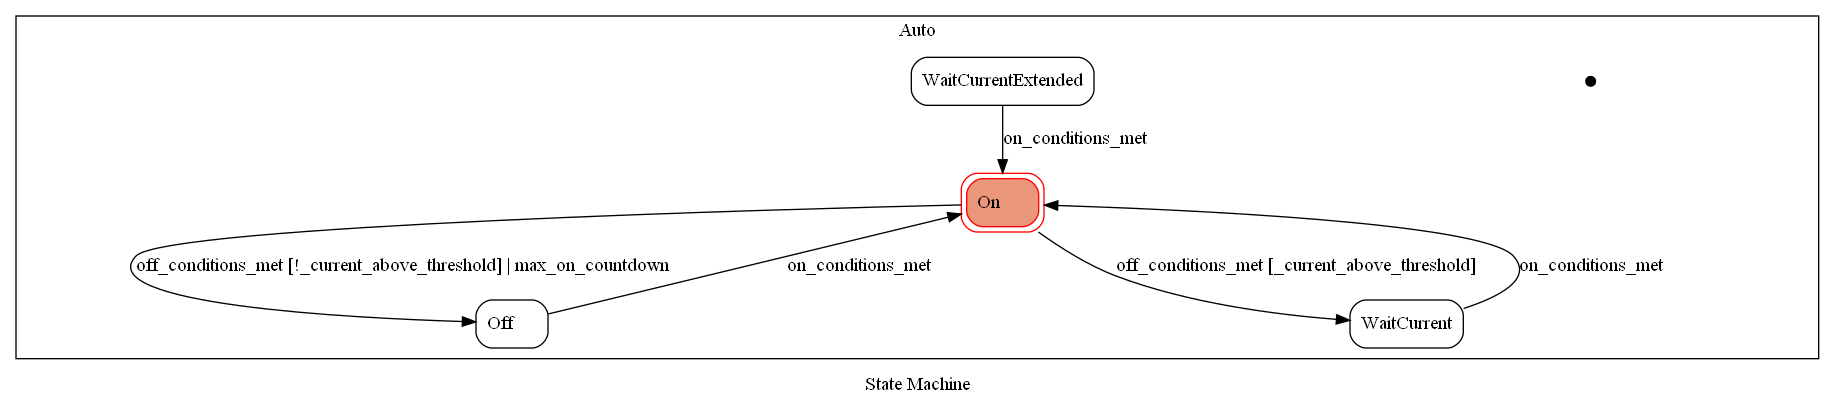 Auto
WaitCurrentExtended
on_conditions_met
On
off_conditions_met [!_current_above_threshold] | max_on_countdown
on_conditions_met
off_conditions_met [_current_above_threshold]
on_conditions_met
Off
WaitCurrent
State Machine